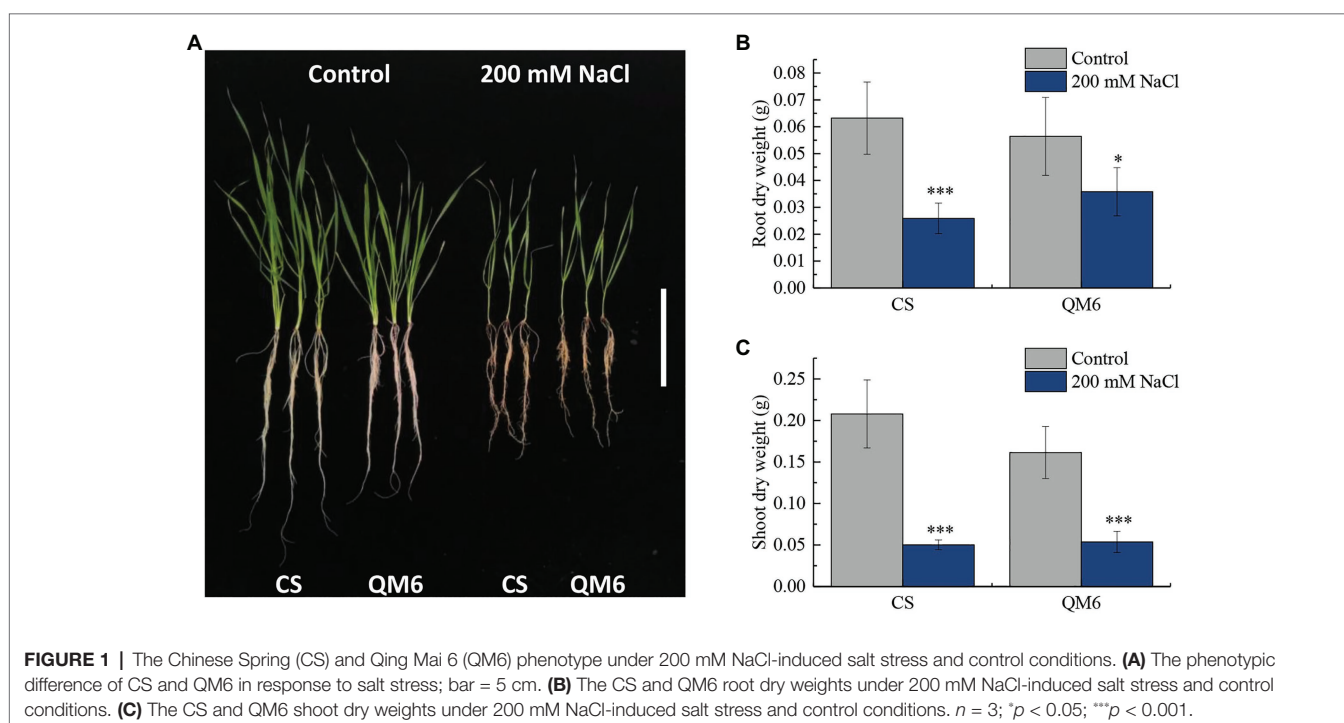 A
Control 200 mM NaCl
CS QM6 CS QM6
B
Control
200 mM NaCl
Root dry weight (g)
0.08
0.07
0.06
0.05
0.04
0.03
0.02
0.01
0.00
***
*
CS QM6
C
Control
200 mM NaCl
Shoot dry weight (g)
0.25
0.20
0.15
0.10
0.05
0.00
***
***
CS QM6
FIGURE 1 | The Chinese Spring (CS) and Qing Mai 6 (QM6) phenotype under 200 mM NaCl-induced salt stress and control conditions. (A) The phenotypic
difference of CS and QM6 in response to salt stress; bar = 5 cm. (B) The CS and QM6 root dry weights under 200 mM NaCl-induced salt stress and control
conditions. (C) The CS and QM6 shoot dry weights under 200 mM NaCl-induced salt stress and control conditions. n = 3; *p < 0.05; ***p < 0.001.